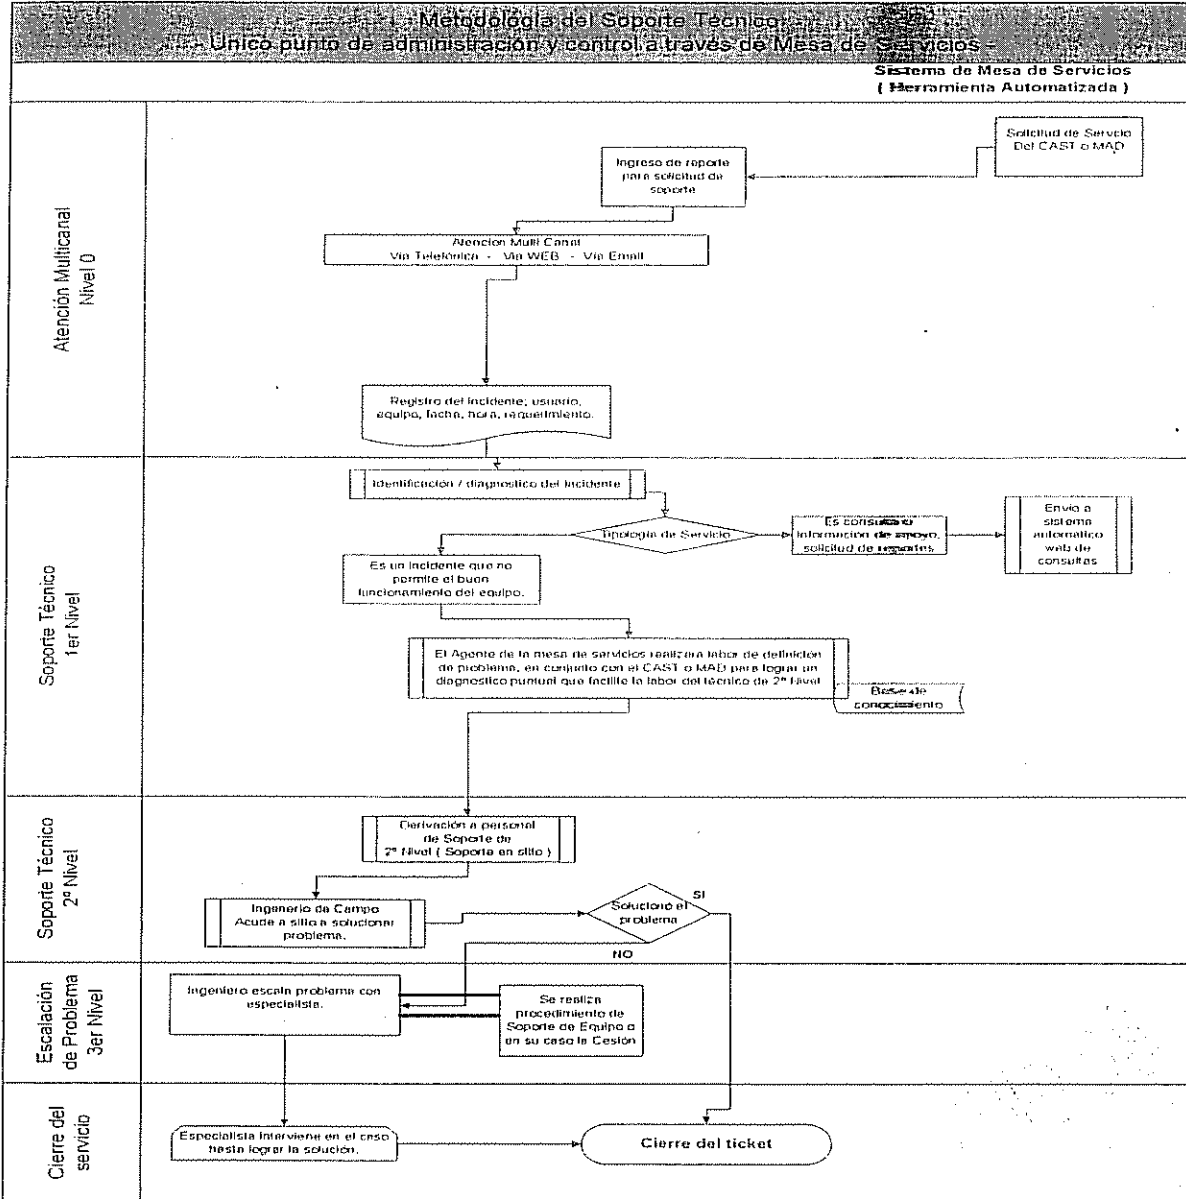 Metodología del Soporte Técnico
- Único punto de administración y control a través de Mesa de Servicios -
Sistema de Mesa de Servicios
( Herramienta Automatizada )
Atención Multicanal
Nivel 0
Solicitud de Servicio
Del CAST o MAD
Ingreso de reporte
para solicitud de
soporte
Atencion Multi Canal
Vía Telefónica - Vía WEB - Vía Email
Registro del Incidente; usuario,
equipo, fecha, hora, requerimiento.
Soporte Técnico
1er Nivel
Identificación / diagnostico del Incidente
Tipología de Servicio
Es consulta o
Información de apoyo,
solicitud de reportes
Envío a
sistema
automatico
web de
consultas
Es un Incidente que no
permite el buen
funcionamiento del equipo.
El Agente de la mesa de servicios realizara labor de definición
de problema, en conjunto con el CAST o MAD para lograr un
diagnostico puntual que facilite la labor del técnico de 2º Nivel
Base de
conocimiento
Soporte Técnico
2º Nivel
Derivación a personal
de Soporte de
2º Nivel ( Soporte en sitio )
Ingenerio de Campo
Acude a sitio a solucionar
problema.
Soluciono el
problema
SI
NO
Escalación
de Problema
3er Nivel
Ingeniero escala problema con
especialista.
Se realiza
procedimiento de
Soporte de Equipo o
en su caso la Cesión
Cierre del
servicio
Especialista Interviene en el caso
hasta lograr la solución.
Cierre del ticket